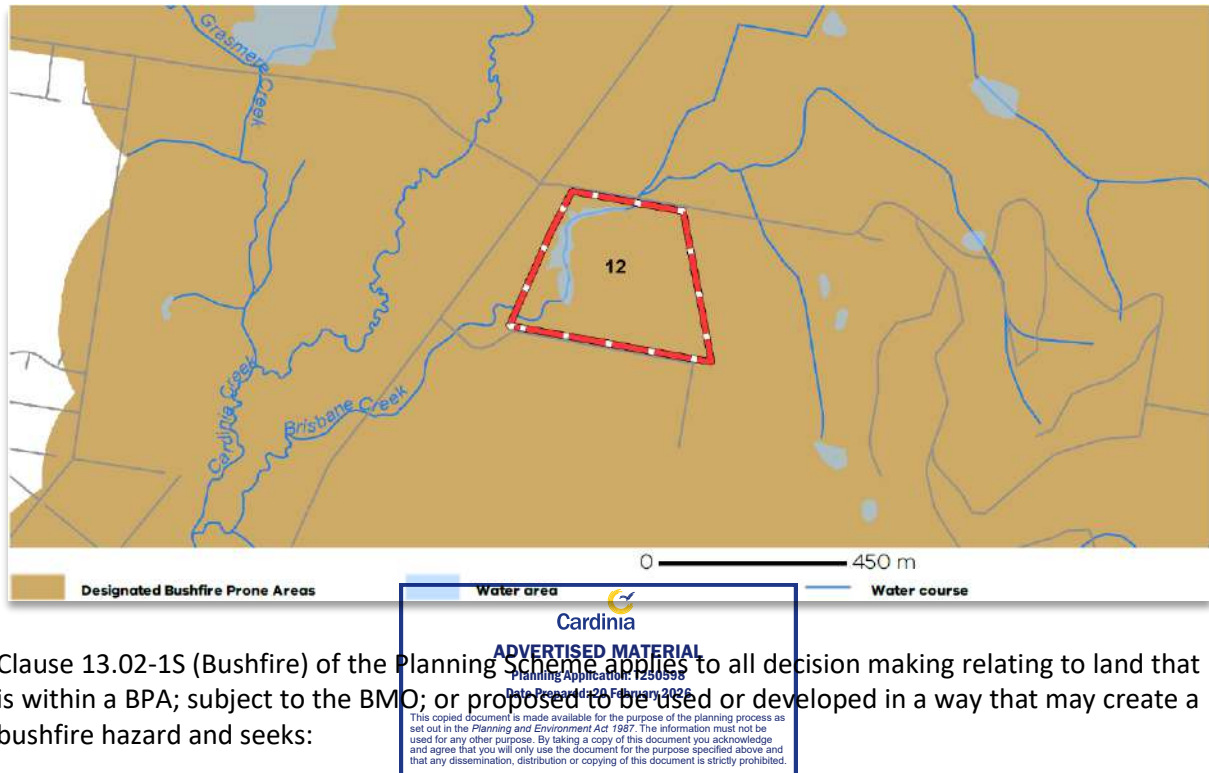 Grasmere Creek
12
Cardinia Creek
Brisbane Creek
0 450 m
Designated Bushfire Prone Areas Water area Water course
Cardinia
ADVERTISED MATERIAL
Planning Application: T250598
Date Prepared: 20 February 2026
This copied document is made available for the purpose of the planning process as
set out in the Planning and Environment Act 1987. The information must not be
used for any other purpose. By taking a copy of this document you acknowledge
and agree that you will only use the document for the purpose specified above and
that any dissemination, distribution or copying of this document is strictly prohibited.
Clause 13.02-1S (Bushfire) of the Planning Scheme applies to all decision making relating to land that
is within a BPA; subject to the BMO; or proposed to be used or developed in a way that may create a
bushfire hazard and seeks: